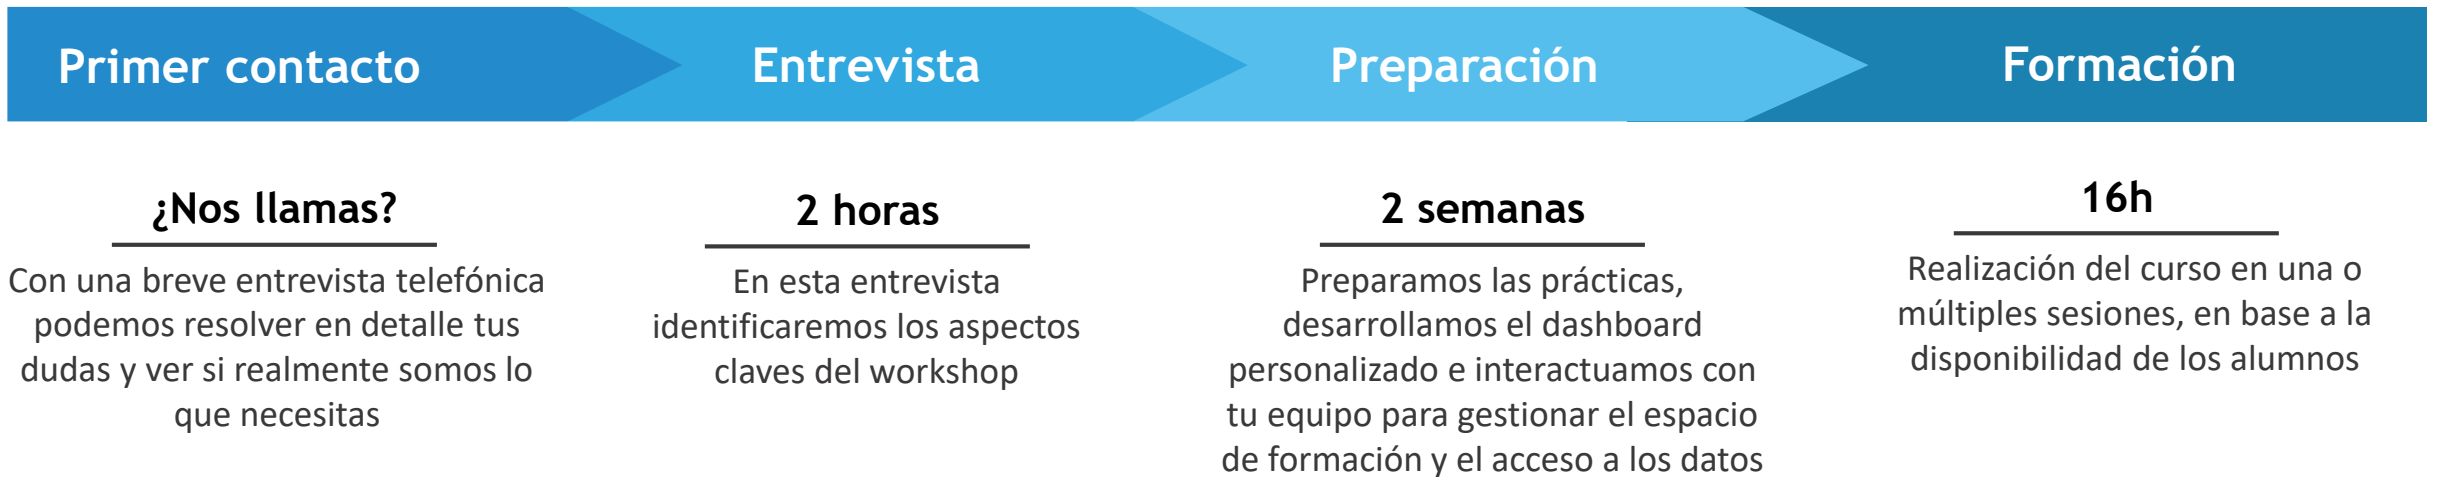 Primer contacto
Entrevista
Preparación
Formación
¿Nos llamas?
Con una breve entrevista telefónica
podemos resolver en detalle tus
dudas y ver si realmente somos lo
que necesitas
2 horas
En esta entrevista
identificaremos los aspectos
claves del workshop
2 semanas
Preparamos las prácticas,
desarrollamos el dashboard
personalizado e interactuamos con
tu equipo para gestionar el espacio
de formación y el acceso a los datos
16h
Realización del curso en una o
múltiples sesiones, en base a la
disponibilidad de los alumnos